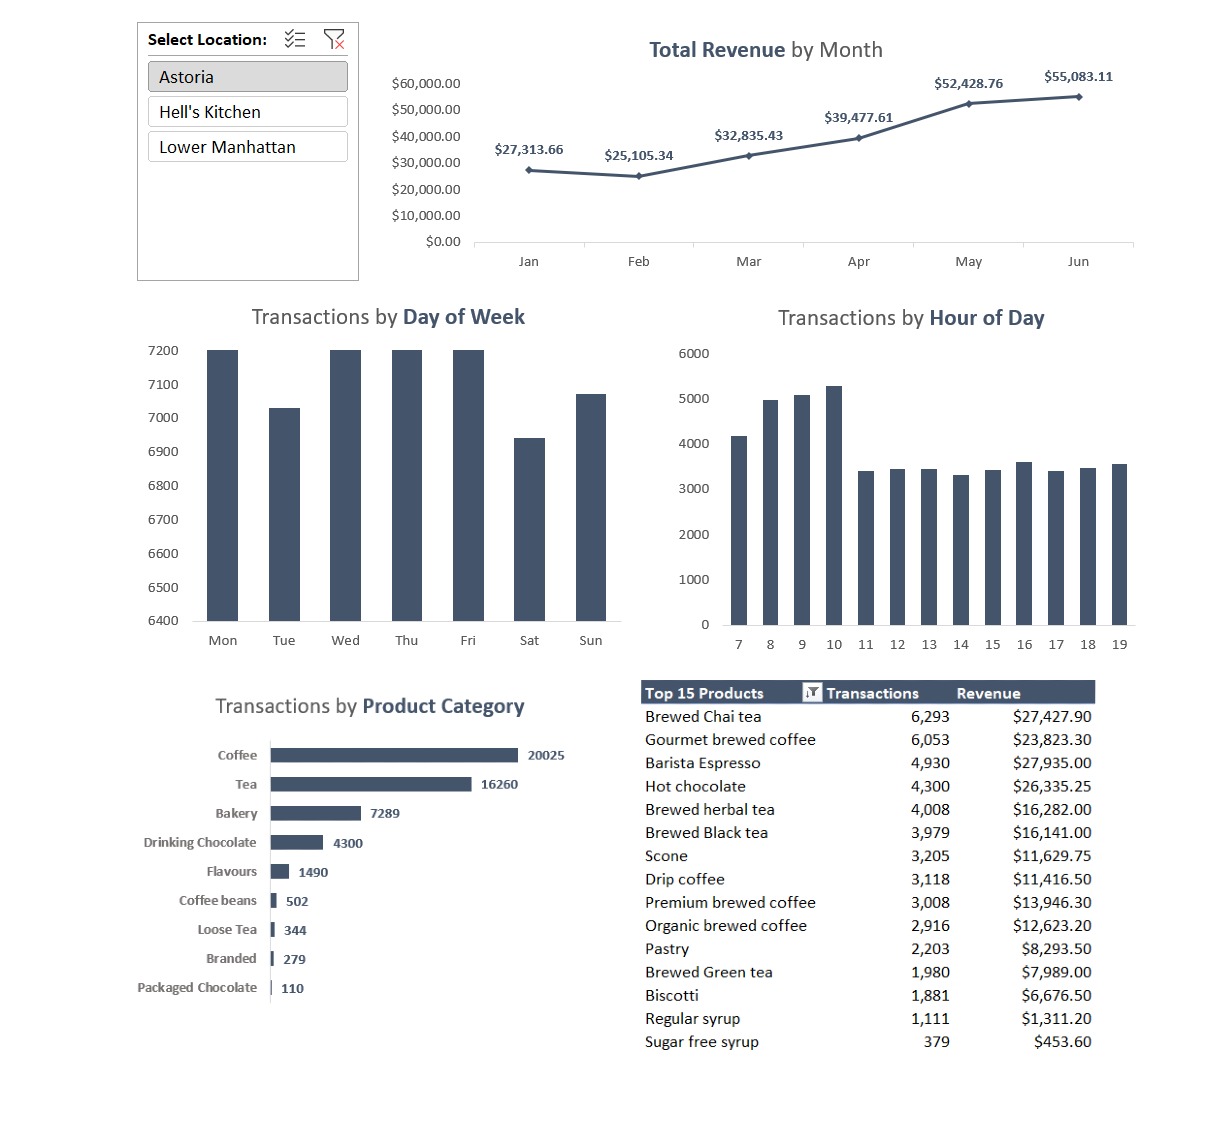 Select Location:
Astoria
Hell's Kitchen
Lower Manhattan
Total Revenue by Month
$60,000.00
$50,000.00
$40,000.00
$30,000.00
$20,000.00
$10,000.00
$0.00
$27,313.66
$25,105.34
$32,835.43
$39,477.61
$52,428.76
$55,083.11
Jan Feb Mar Apr May Jun
Transactions by Day of Week
7200
7100
7000
6900
6800
6700
6600
6500
6400
Mon Tue Wed Thu Fri Sat Sun
Transactions by Hour of Day
6000
5000
4000
3000
2000
1000
0
7 8 9 10 11 12 13 14 15 16 17 18 19
Transactions by Product Category
Coffee 20025
Tea 16260
Bakery 7289
Drinking Chocolate 4300
Flavours 1490
Coffee beans 502
Loose Tea 344
Branded 279
Packaged Chocolate 110
Top 15 Products Transactions Revenue
Brewed Chai tea 6,293 $27,427.90
Gourmet brewed coffee 6,053 $23,823.30
Barista Espresso 4,930 $27,935.00
Hot chocolate 4,300 $26,335.25
Brewed herbal tea 4,008 $16,282.00
Brewed Black tea 3,979 $16,141.00
Scone 3,205 $11,629.75
Drip coffee 3,118 $11,416.50
Premium brewed coffee 3,008 $13,946.30
Organic brewed coffee 2,916 $12,623.20
Pastry 2,203 $8,293.50
Brewed Green tea 1,980 $7,989.00
Biscotti 1,881 $6,676.50
Regular syrup 1,111 $1,311.20
Sugar free syrup 379 $453.60